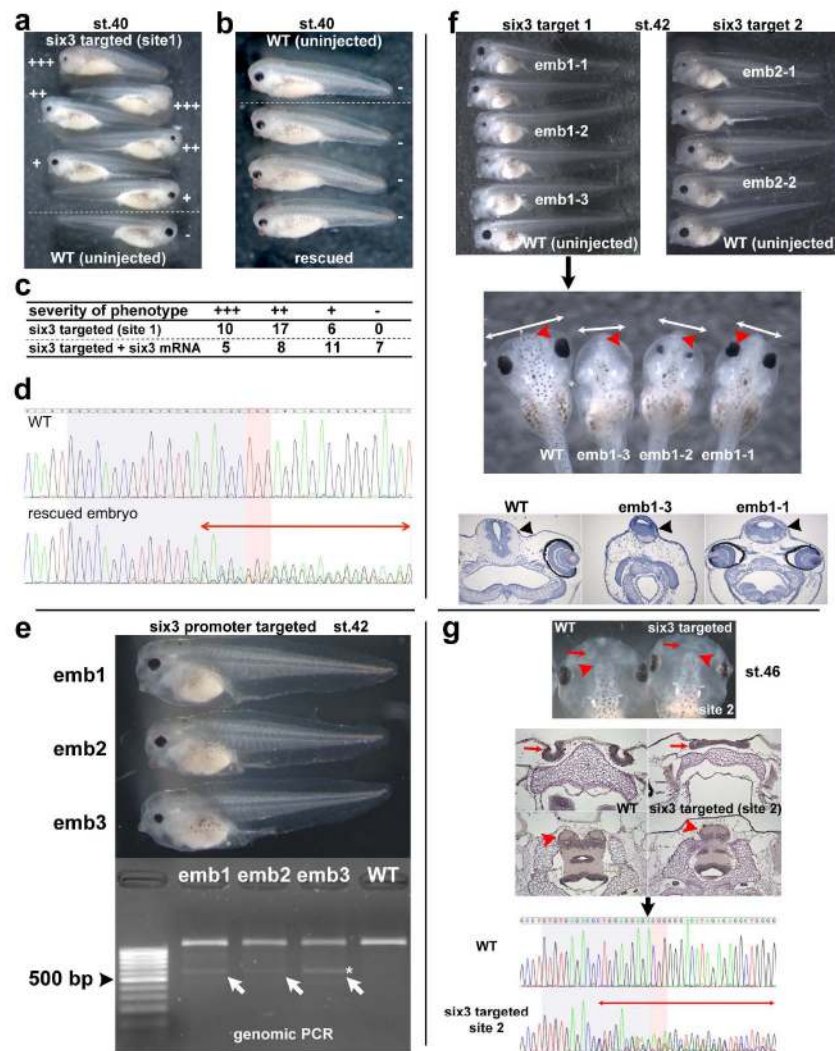 a
st.40
six3 targted (site1)
+++
++
+++
++
+
+
-
WT (uninjected)
b
st.40
WT (uninjected)
-
-
-
-
rescued
c
severity of phenotype +++ ++ + -
six3 targeted (site 1) 10 17 6 0
six3 targeted + six3 mRNA 5 8 11 7
d
WT
rescued embryo
e
six3 promoter targeted st.42
emb1
emb2
emb3
emb1 emb2 emb3 WT
500 bp
*
genomic PCR
f
six3 target 1 st.42 six3 target 2
emb1-1
emb1-2
emb1-3
WT (uninjected)
emb2-1
emb2-2
WT (uninjected)
WT emb1-3 emb1-2 emb1-1
WT emb1-3 emb1-1
g
WT six3 targeted
st.46
site 2
WT six3 targeted (site 2)
WT
six3 targeted
site 2